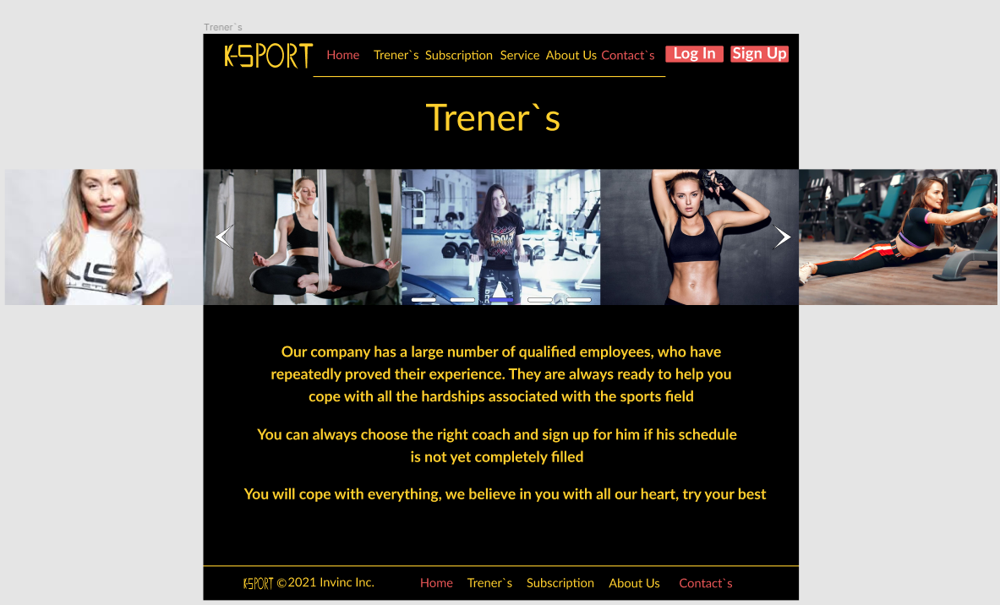 Trener`s
K-SPORT Home Trener`s Subscription Service About Us Contact`s Log In Sign Up
Trener`s
Our company has a large number of qualified employees, who have
repeatedly proved their experience. They are always ready to help you
cope with all the hardships associated with the sports field
You can always choose the right coach and sign up for him if his schedule
is not yet completely filled
You will cope with everything, we believe in you with all our heart, try your best
K-SPORT ©2021 Invinc Inc. Home Trener`s Subscription About Us Contact`s